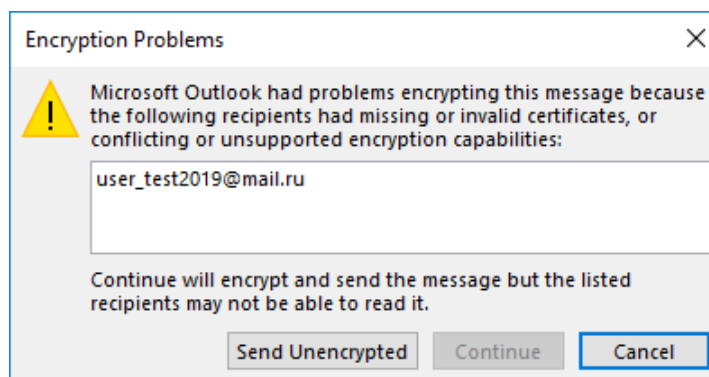 Encryption Problems
Microsoft Outlook had problems encrypting this message because
the following recipients had missing or invalid certificates, or
conflicting or unsupported encryption capabilities:
user_test2019@mail.ru
Continue will encrypt and send the message but the listed
recipients may not be able to read it.
Send Unencrypted Continue Cancel